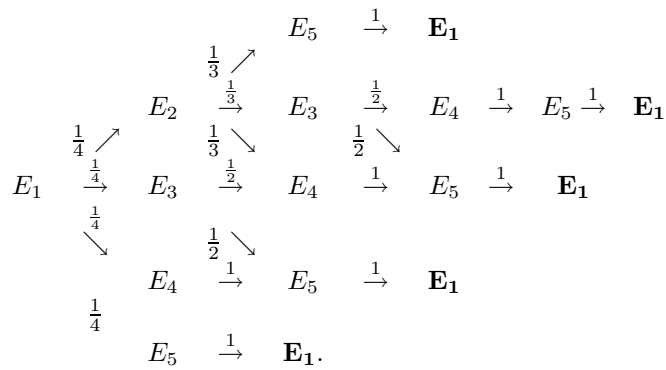 E₅ →¹ **E₁**
1/3 ↗
E₂ →^{1/3} E₃ →^{1/2} E₄ →¹ E₅ →¹ **E₁**
1/4 ↗ 1/3 ↘ 1/2 ↘
E₁ →^{1/4} E₃ →^{1/2} E₄ →¹ E₅ →¹ **E₁**
1/4 ↘ 1/2 ↘
E₄ →¹ E₅ →¹ **E₁**
1/4
E₅ →¹ **E₁**.